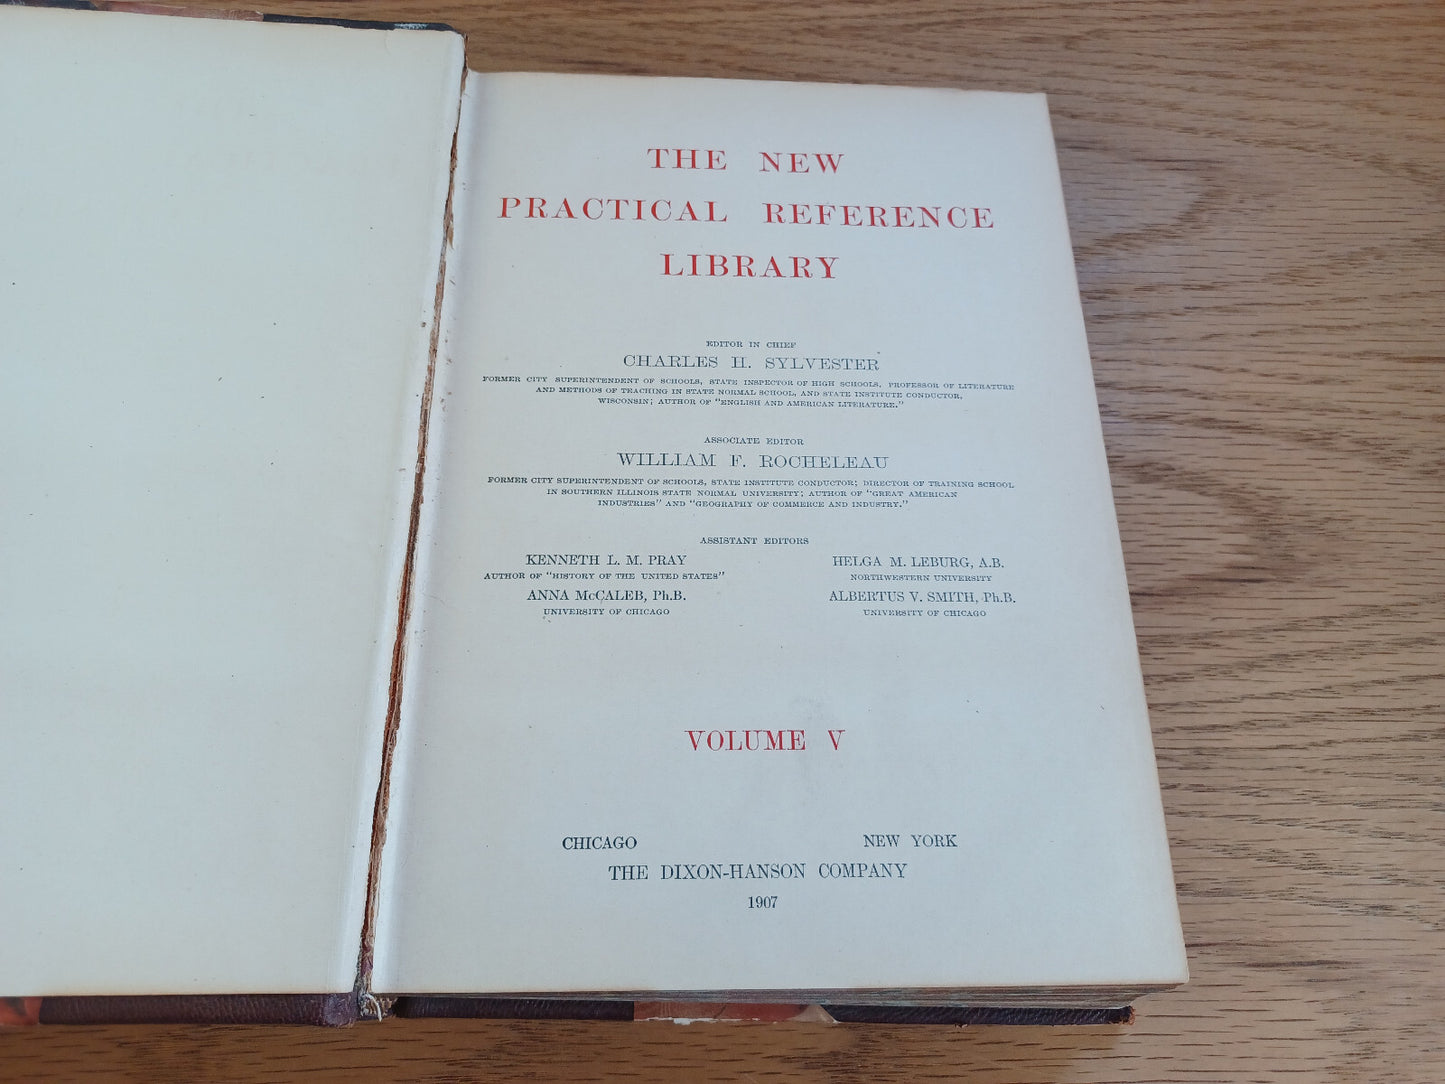 THE NEW
PRACTICAL REFERENCE
LIBRARY
EDITOR IN CHIEF
CHARLES H. SYLVESTER
FORMER CITY SUPERINTENDENT OF SCHOOLS, STATE INSPECTOR OF HIGH SCHOOLS, PROFESSOR OF LITERATURE
AND METHODS OF TEACHING IN STATE NORMAL SCHOOL, AND STATE INSTITUTE CONDUCTOR,
WISCONSIN; AUTHOR OF "ENGLISH AND AMERICAN LITERATURE."
ASSOCIATE EDITOR
WILLIAM F. ROCHELEAU
FORMER CITY SUPERINTENDENT OF SCHOOLS, STATE INSTITUTE CONDUCTOR; DIRECTOR OF TRAINING SCHOOL
IN SOUTHERN ILLINOIS STATE NORMAL UNIVERSITY; AUTHOR OF "GREAT AMERICAN
INDUSTRIES" AND "GEOGRAPHY OF COMMERCE AND INDUSTRY."
ASSISTANT EDITORS
KENNETH L. M. PRAY
AUTHOR OF "HISTORY OF THE UNITED STATES"
ANNA McCALEB, Ph.B.
UNIVERSITY OF CHICAGO
HELGA M. LEBURG, A.B.
NORTHWESTERN UNIVERSITY
ALBERTUS V. SMITH, Ph.B.
UNIVERSITY OF CHICAGO
VOLUME V
CHICAGO NEW YORK
THE DIXON-HANSON COMPANY
1907